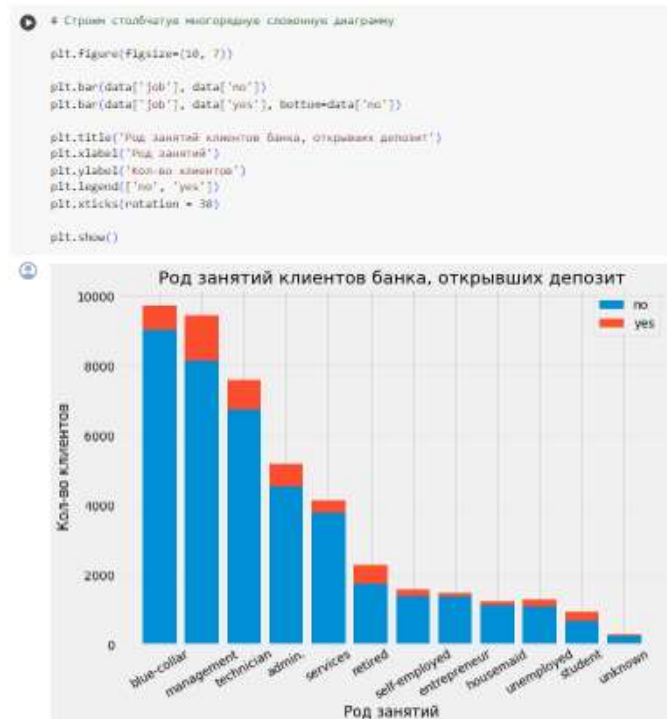 # Строим столбчатую многорядную сложенную диаграмму
plt.figure(figsize=(10, 7))
plt.bar(data['job'], data['no'])
plt.bar(data['job'], data['yes'], bottom=data['no'])
plt.title('Род занятий клиентов банка, открывших депозит')
plt.xlabel('Род занятий')
plt.ylabel('Кол-во клиентов')
plt.legend(['no', 'yes'])
plt.xticks(rotation = 30)
plt.show()
Род занятий клиентов банка, открывших депозит
no
yes
10000
8000
6000
4000
2000
0
Кол-во клиентов
blue-collar
management
technician
admin.
services
retired
self-employed
entrepreneur
housemaid
unemployed
student
unknown
Род занятий